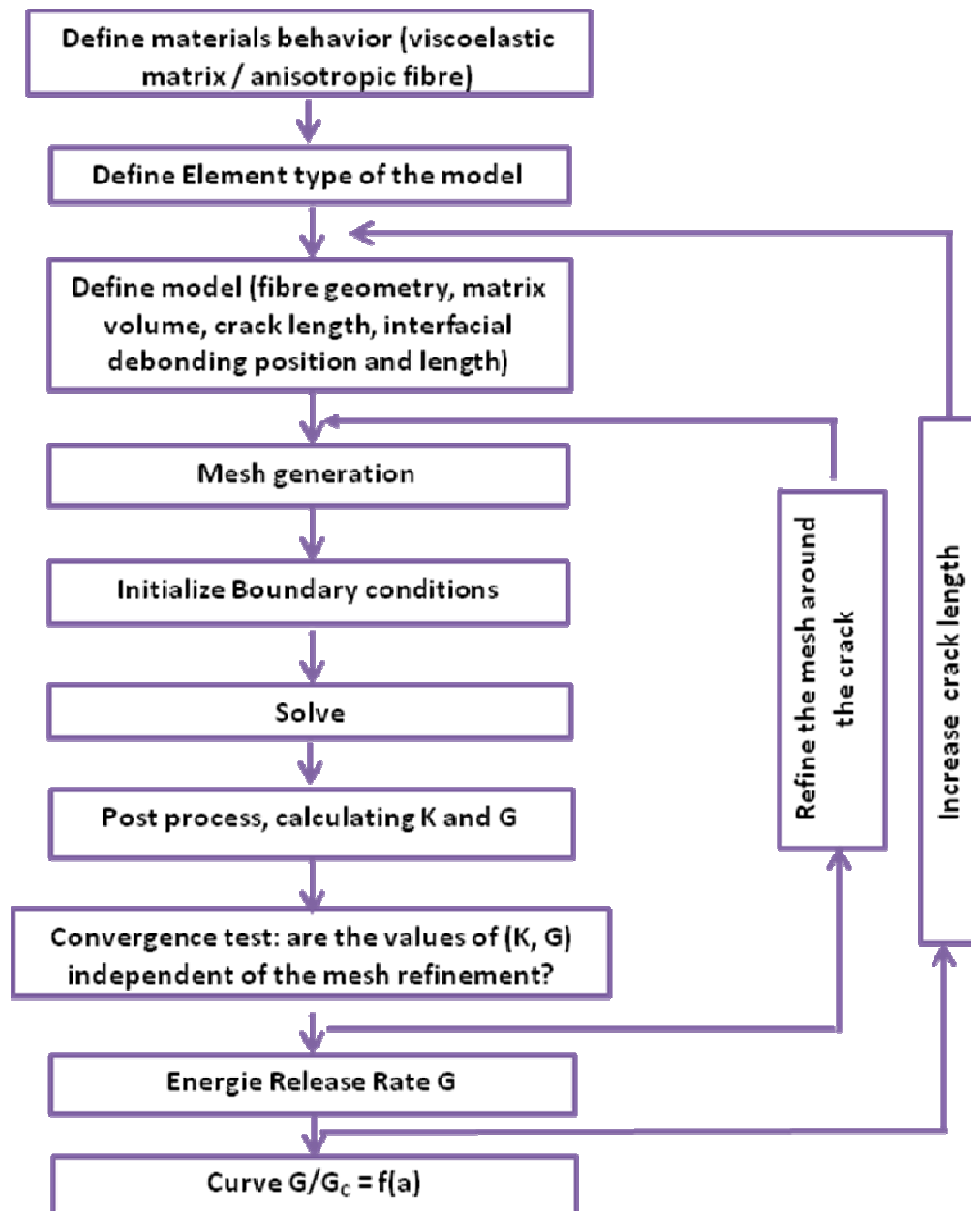 Define materials behavior (viscoelastic
matrix / anisotropic fibre)
Define Element type of the model
Define model (fibre geometry, matrix
volume, crack length, interfacial
debonding position and length)
Mesh generation
Initialize Boundary conditions
Solve
Post process, calculating K and G
Convergence test: are the values of (K, G)
independent of the mesh refinement?
Energie Release Rate G
Curve G/Gc = f(a)
Refine the mesh around
the crack
Increase crack length